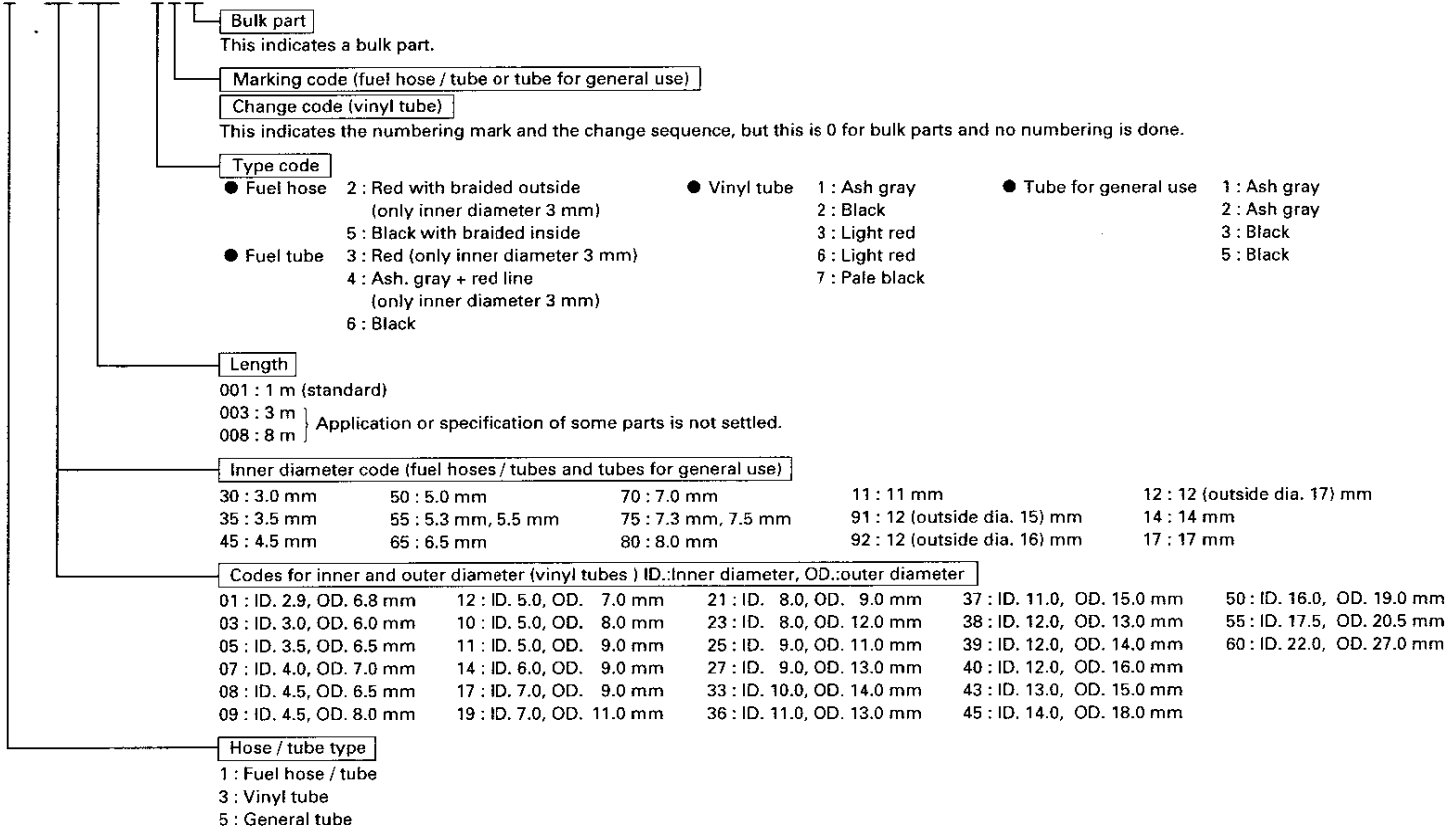 Bulk part
This indicates a bulk part.
Marking code (fuel hose / tube or tube for general use)
Change code (vinyl tube)
This indicates the numbering mark and the change sequence, but this is 0 for bulk parts and no numbering is done.
Type code
● Fuel hose 2 : Red with braided outside ● Vinyl tube 1 : Ash gray ● Tube for general use 1 : Ash gray
(only inner diameter 3 mm) 2 : Black 2 : Ash gray
5 : Black with braided inside 3 : Light red 3 : Black
● Fuel tube 3 : Red (only inner diameter 3 mm) 6 : Light red 5 : Black
4 : Ash. gray + red line 7 : Pale black
(only inner diameter 3 mm)
6 : Black
Length
001 : 1 m (standard)
003 : 3 m
Application or specification of some parts is not settled.
008 : 8 m
Inner diameter code (fuel hoses / tubes and tubes for general use)
30 : 3.0 mm 50 : 5.0 mm 70 : 7.0 mm 11 : 11 mm 12 : 12 (outside dia. 17) mm
35 : 3.5 mm 55 : 5.3 mm, 5.5 mm 75 : 7.3 mm, 7.5 mm 91 : 12 (outside dia. 15) mm 14 : 14 mm
45 : 4.5 mm 65 : 6.5 mm 80 : 8.0 mm 92 : 12 (outside dia. 16) mm 17 : 17 mm
Codes for inner and outer diameter (vinyl tubes ) ID.:Inner diameter, OD.:outer diameter
01 : ID. 2.9, OD. 6.8 mm 12 : ID. 5.0, OD. 7.0 mm 21 : ID. 8.0, OD. 9.0 mm 37 : ID. 11.0, OD. 15.0 mm 50 : ID. 16.0, OD. 19.0 mm
03 : ID. 3.0, OD. 6.0 mm 10 : ID. 5.0, OD. 8.0 mm 23 : ID. 8.0, OD. 12.0 mm 38 : ID. 12.0, OD. 13.0 mm 55 : ID. 17.5, OD. 20.5 mm
05 : ID. 3.5, OD. 6.5 mm 11 : ID. 5.0, OD. 9.0 mm 25 : ID. 9.0, OD. 11.0 mm 39 : ID. 12.0, OD. 14.0 mm 60 : ID. 22.0, OD. 27.0 mm
07 : ID. 4.0, OD. 7.0 mm 14 : ID. 6.0, OD. 9.0 mm 27 : ID. 9.0, OD. 13.0 mm 40 : ID. 12.0, OD. 16.0 mm
08 : ID. 4.5, OD. 6.5 mm 17 : ID. 7.0, OD. 9.0 mm 33 : ID. 10.0, OD. 14.0 mm 43 : ID. 13.0, OD. 15.0 mm
09 : ID. 4.5, OD. 8.0 mm 19 : ID. 7.0, OD. 11.0 mm 36 : ID. 11.0, OD. 13.0 mm 45 : ID. 14.0, OD. 18.0 mm
Hose / tube type
1 : Fuel hose / tube
3 : Vinyl tube
5 : General tube